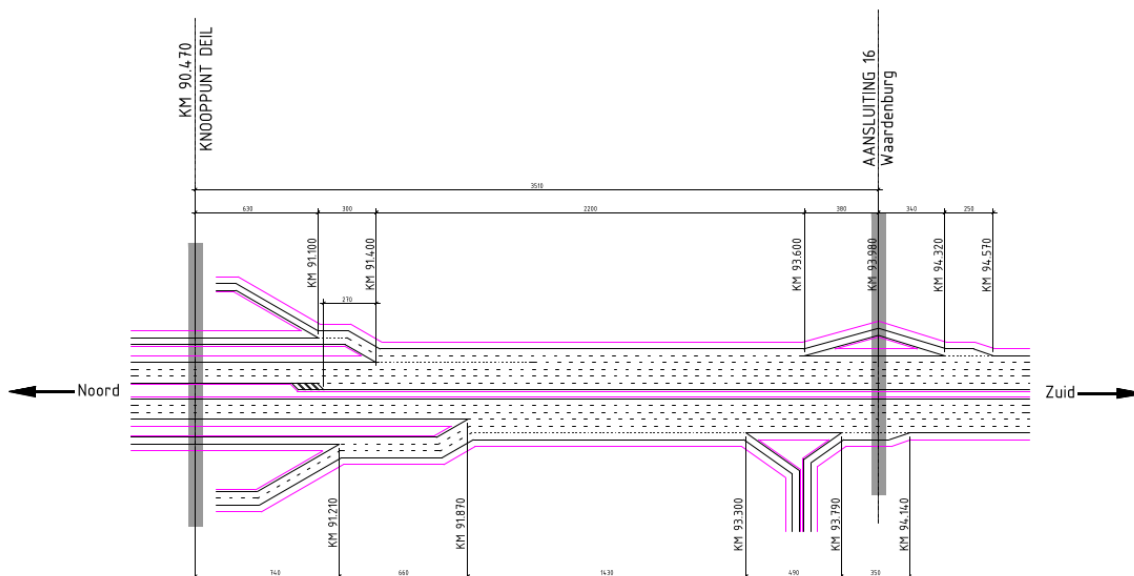 KM 90.470
KNOOPPUNT DEIL
AANSLUITING 16
Waardenburg
3510
630
300
2200
380
340
250
KM 91.100
KM 91.400
KM 93.600
KM 93.980
KM 94.320
KM 94.570
270
Noord
Zuid
KM 91.210
KM 91.870
KM 93.300
KM 93.790
KM 94.140
740
660
1430
490
350